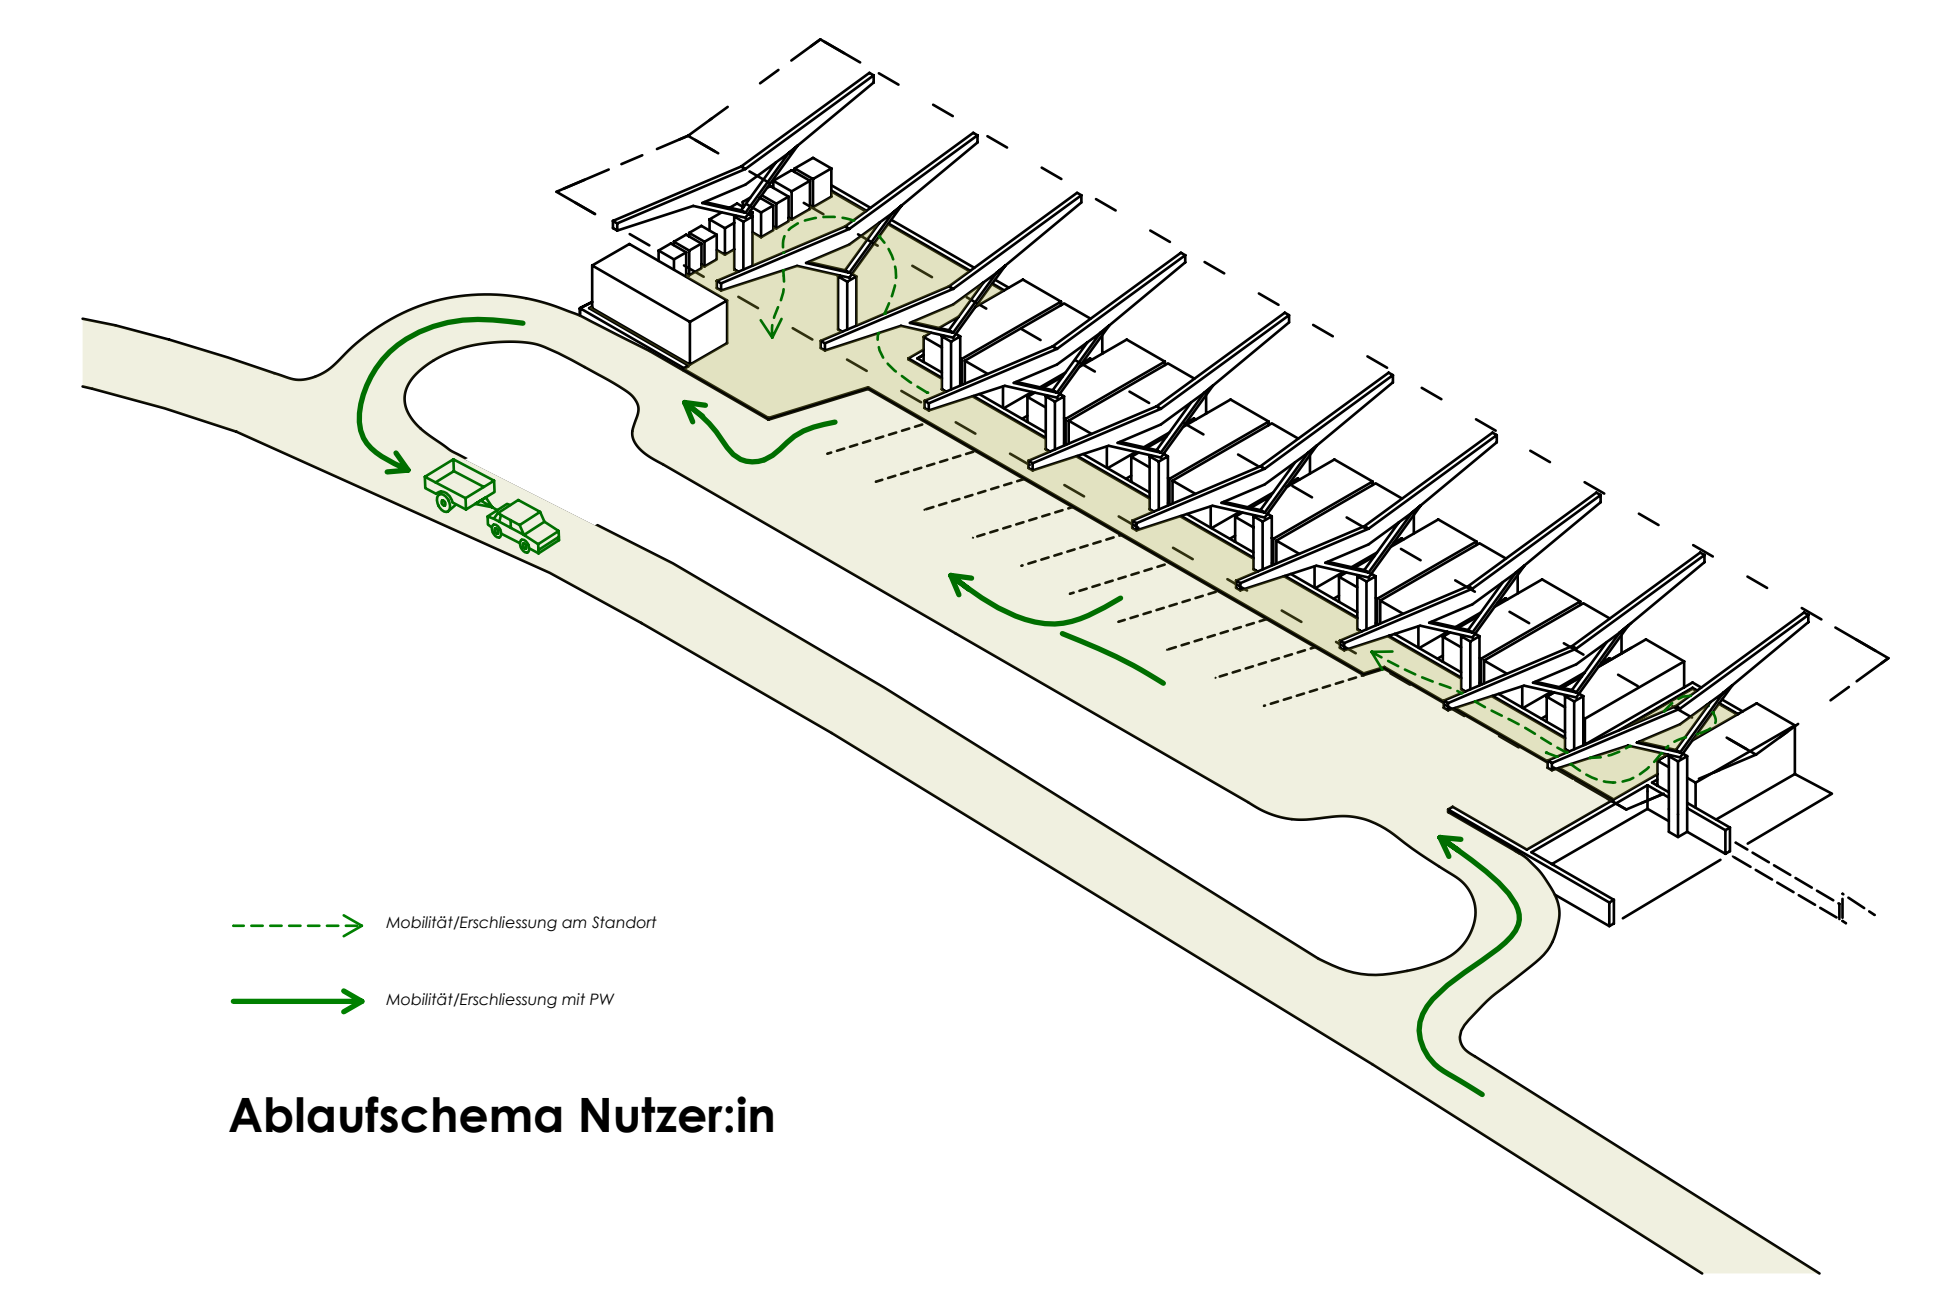 Mobilität/Erschliessung am Standort
Mobilität/Erschliessung mit PW
Ablaufschema Nutzer:in